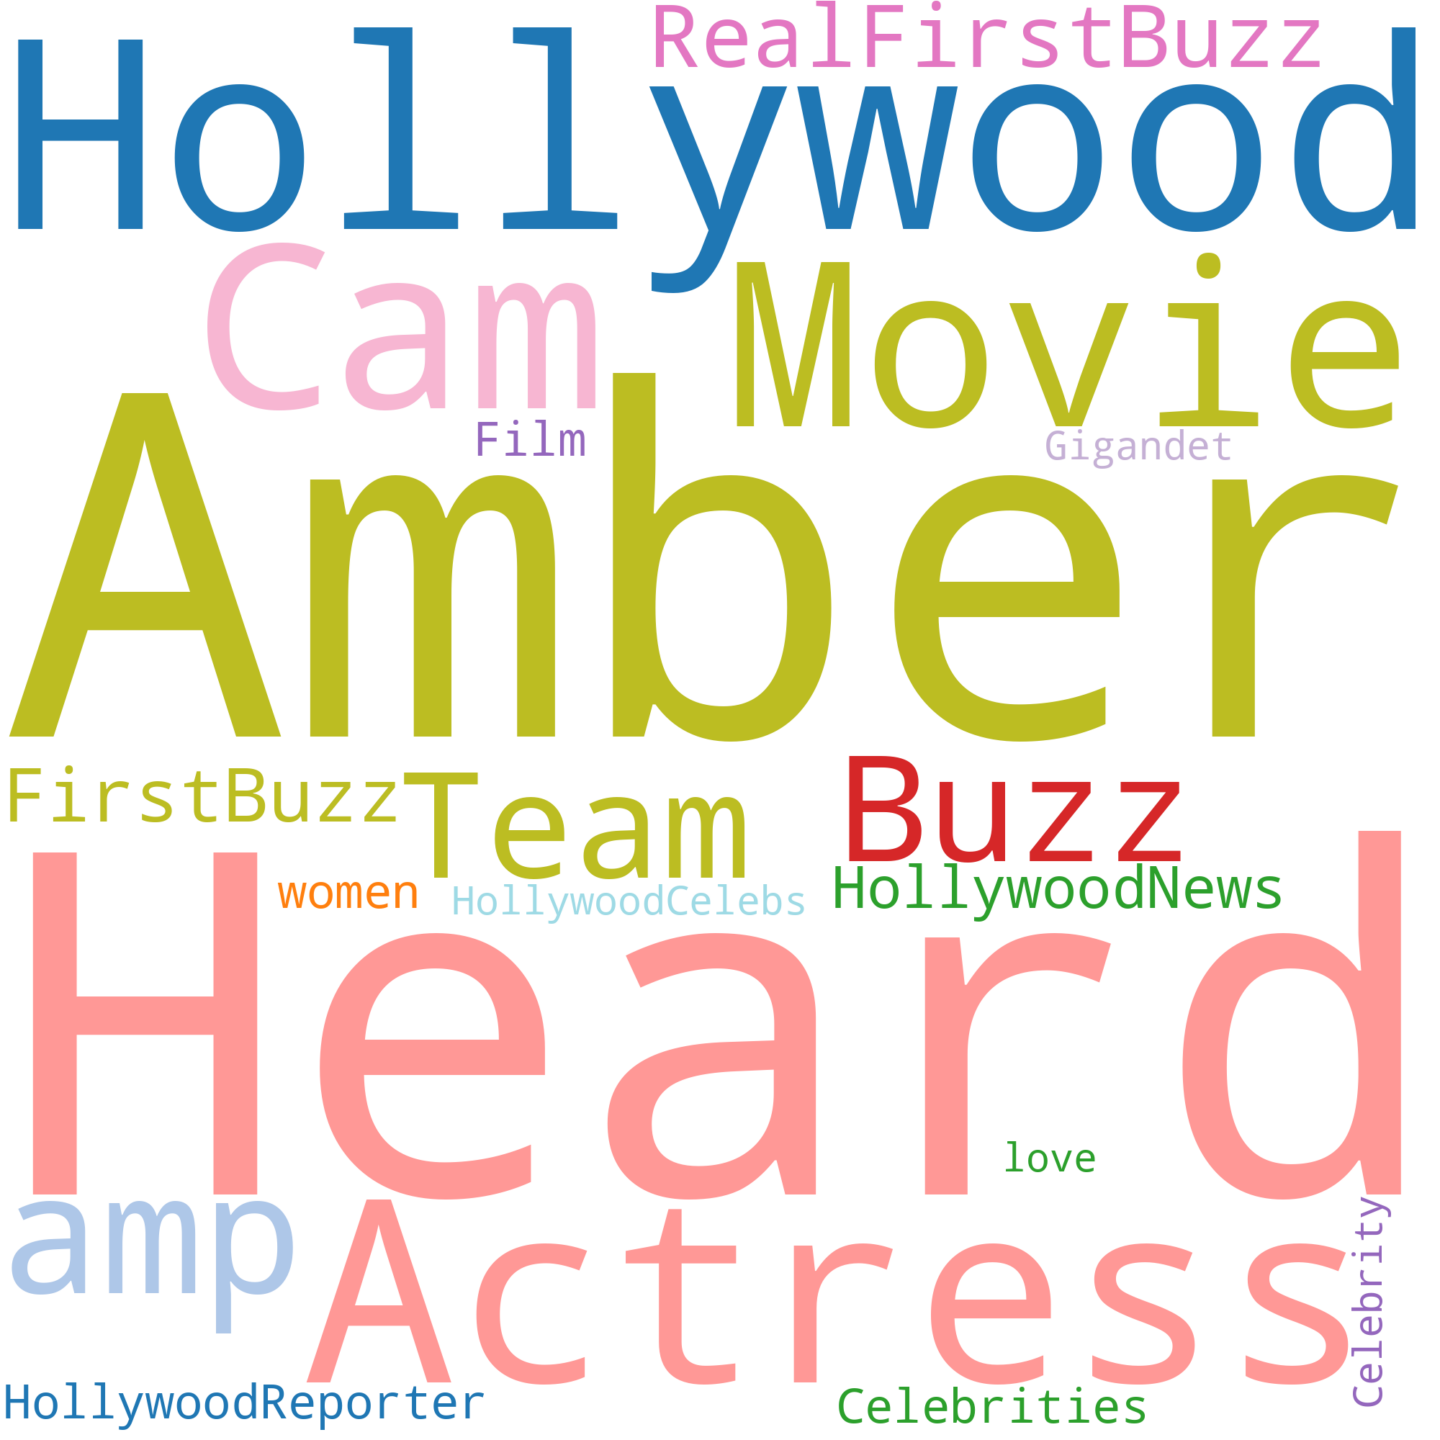 RealFirstBuzz
Hollywood
Cam
Movie
Film
Gigandet
Amber
FirstBuzz
Team
Buzz
women
HollywoodCelebs
HollywoodNews
Heard
love
amp
Actress
Celebrity
HollywoodReporter
Celebrities